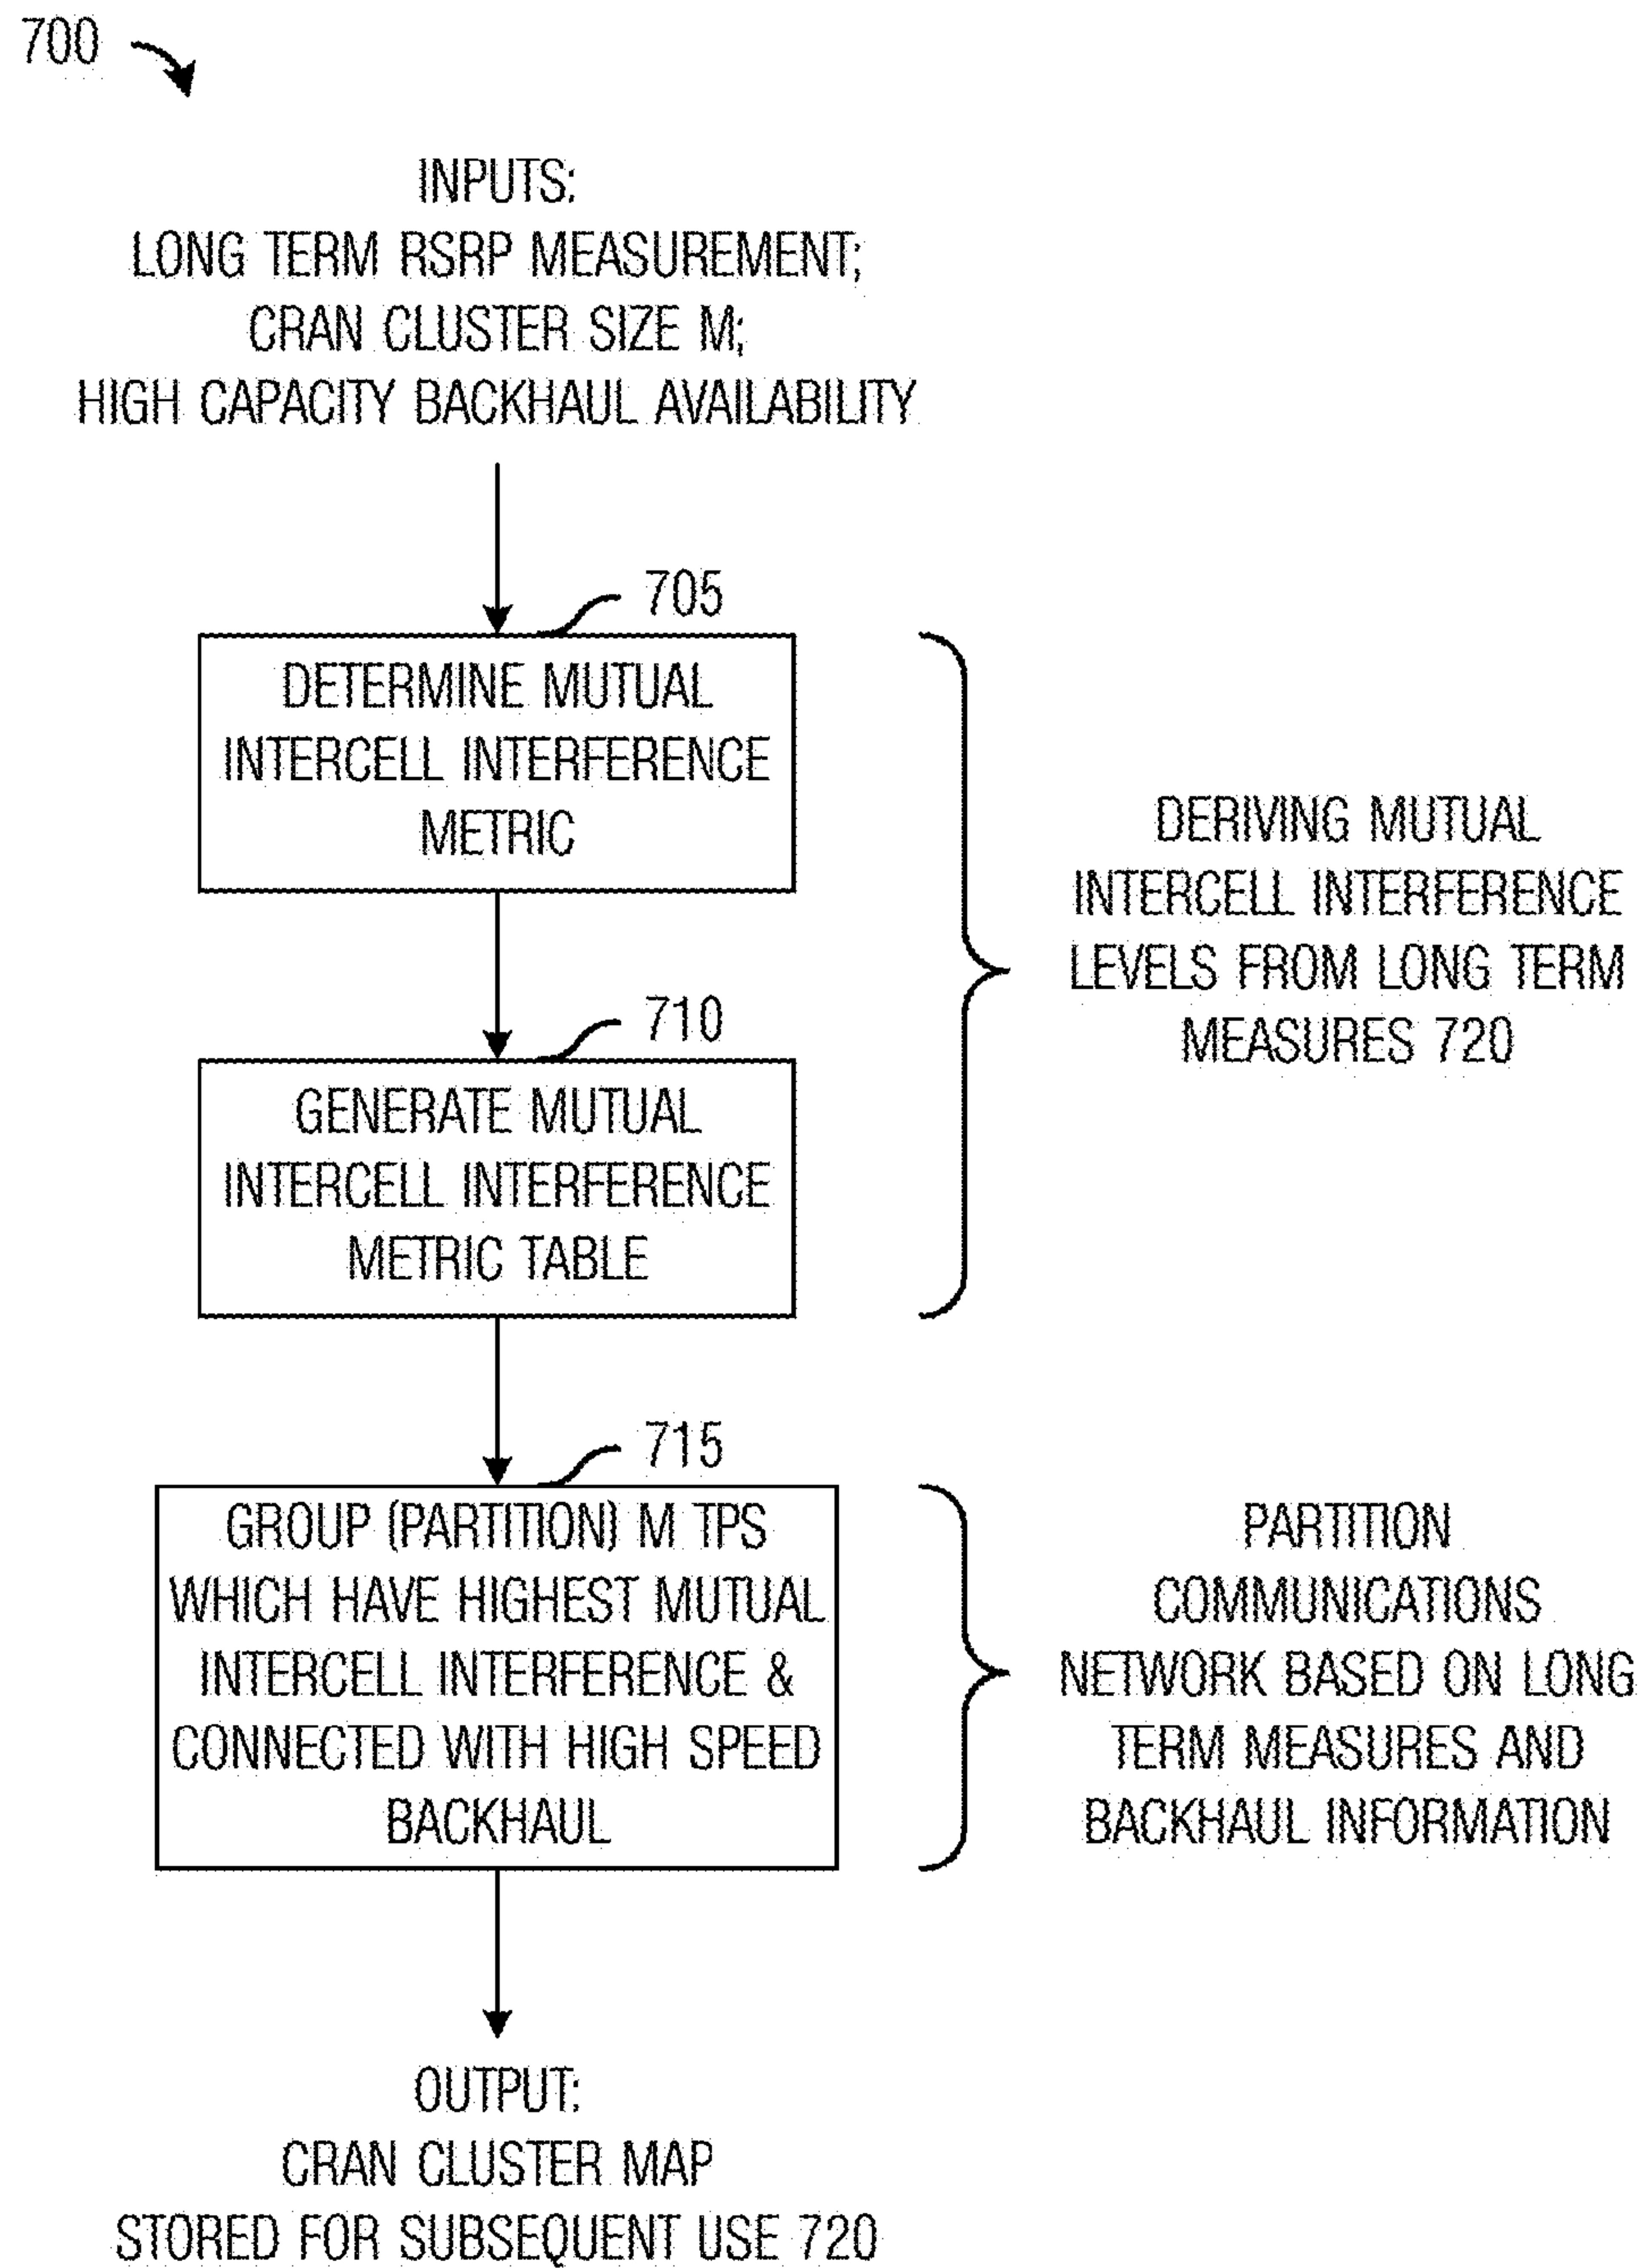 700
INPUTS:
LONG TERM RSRP MEASUREMENT;
CRAN CLUSTER SIZE M;
HIGH CAPACITY BACKHAUL AVAILABILITY
705
DETERMINE MUTUAL
INTERCELL INTERFERENCE
METRIC
710
GENERATE MUTUAL
INTERCELL INTERFERENCE
METRIC TABLE
DERIVING MUTUAL
INTERCELL INTERFERENCE
LEVELS FROM LONG TERM
MEASURES 720
715
GROUP (PARTITION) M TPS
WHICH HAVE HIGHEST MUTUAL
INTERCELL INTERFERENCE &
CONNECTED WITH HIGH SPEED
BACKHAUL
PARTITION
COMMUNICATIONS
NETWORK BASED ON LONG
TERM MEASURES AND
BACKHAUL INFORMATION
OUTPUT:
CRAN CLUSTER MAP
STORED FOR SUBSEQUENT USE 720